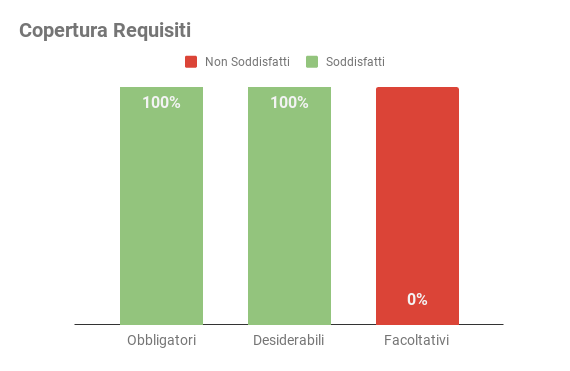 Copertura Requisiti
Non Soddisfatti Soddisfatti
100% 100%
0%
Obbligatori Desiderabili Facoltativi